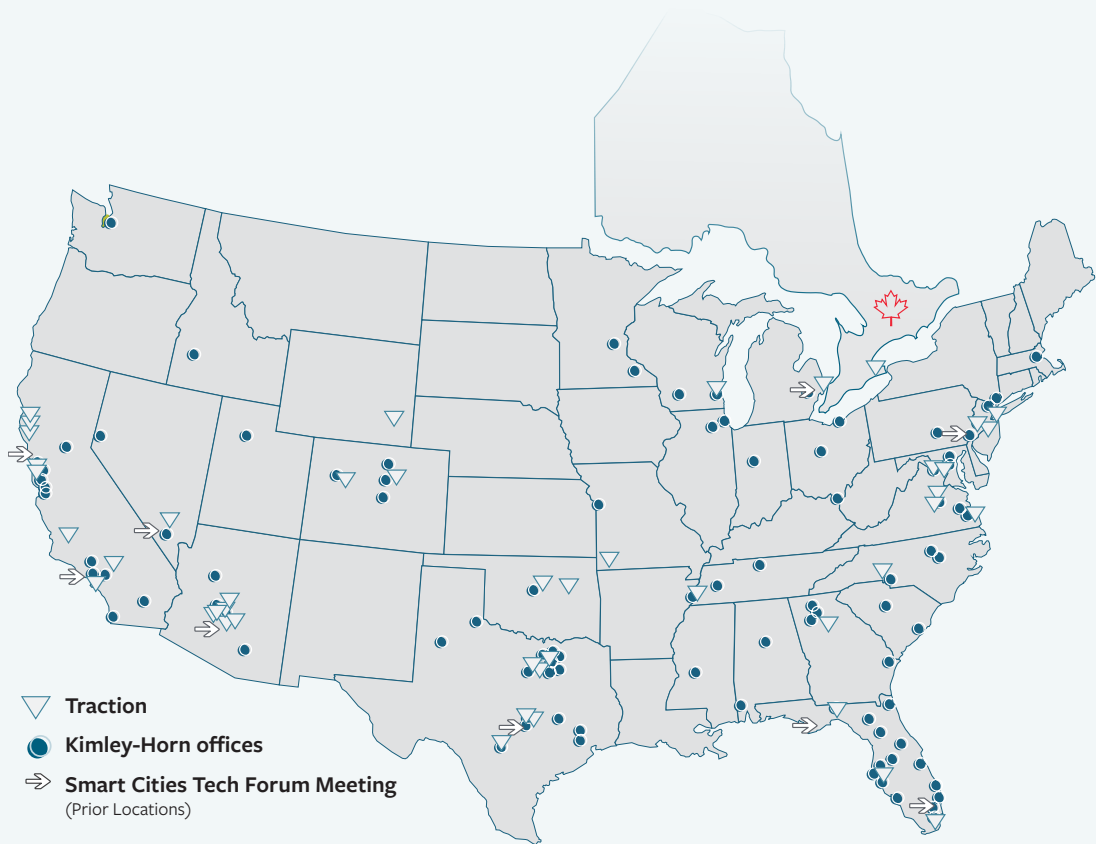 Traction
Kimley-Horn offices
Smart Cities Tech Forum Meeting
(Prior Locations)